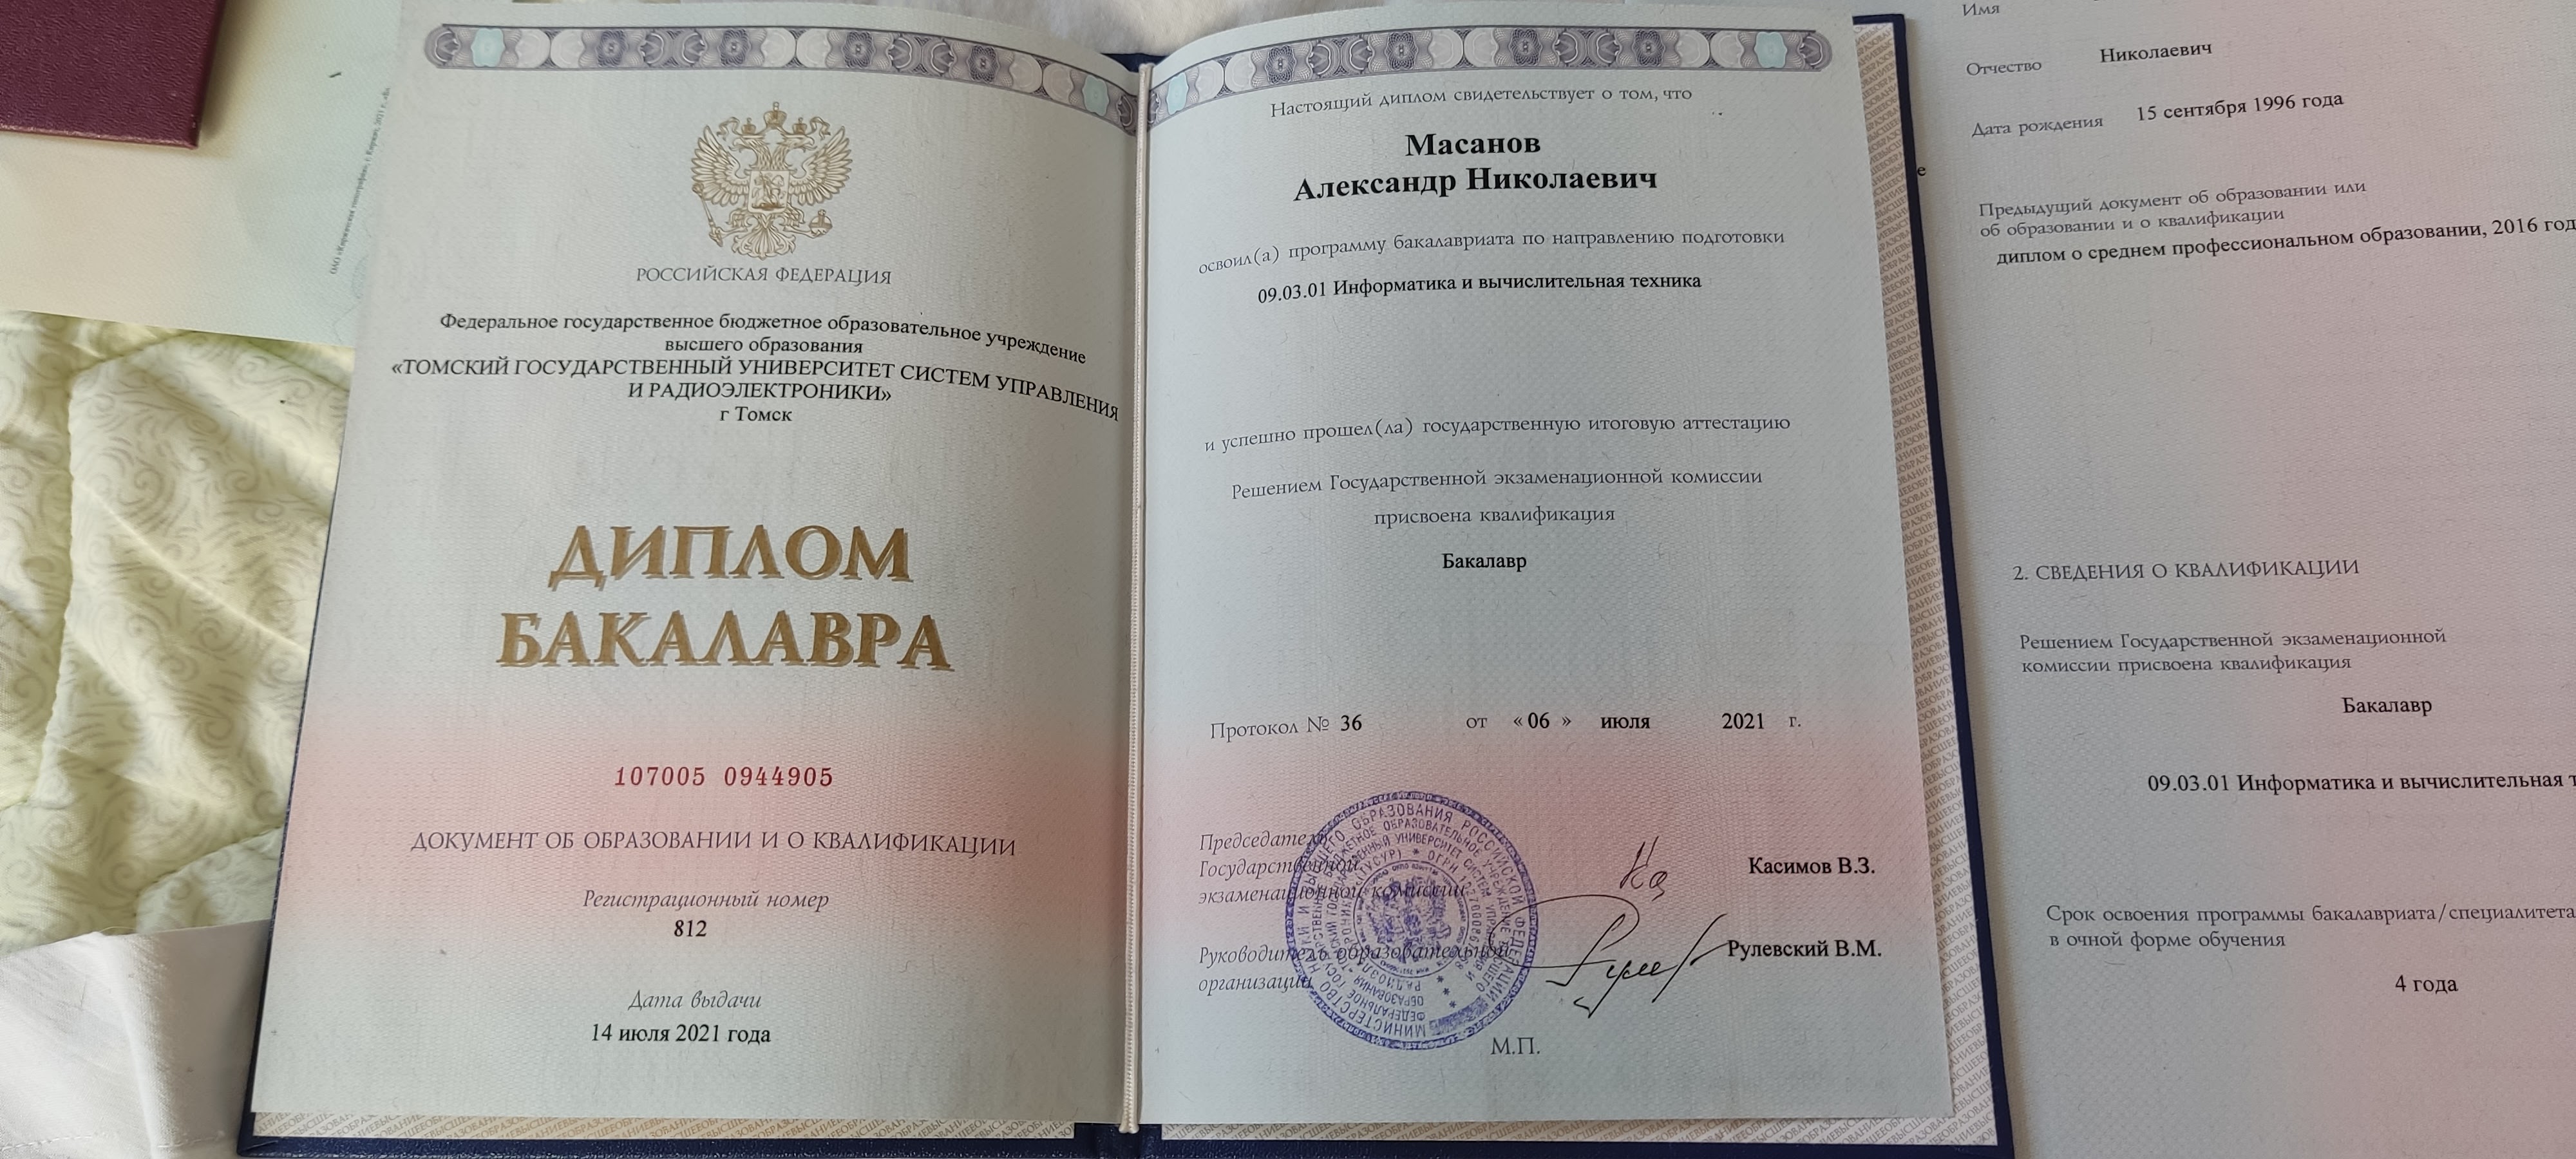 РОССИЙСКАЯ ФЕДЕРАЦИЯ
Федеральное государственное бюджетное образовательное учреждение
высшего образования
«ТОМСКИЙ ГОСУДАРСТВЕННЫЙ УНИВЕРСИТЕТ СИСТЕМ УПРАВЛЕНИЯ
И РАДИОЭЛЕКТРОНИКИ»
г Томск
ДИПЛОМ
БАКАЛАВРА
107005 0944905
ДОКУМЕНТ ОБ ОБРАЗОВАНИИ И О КВАЛИФИКАЦИИ
Регистрационный номер
812
Дата выдачи
14 июля 2021 года
Настоящий диплом свидетельствует о том, что
Масанов
Александр Николаевич
освоил(а) программу бакалавриата по направлению подготовки
09.03.01 Информатика и вычислительная техника
и успешно прошел(ла) государственную итоговую аттестацию
Решением Государственной экзаменационной комиссии
присвоена квалификация
Бакалавр
Протокол № 36 от « 06 » июля 2021 г.
Председатель
Государственной
экзаменационной комиссии
Касимов В.З.
Руководитель образовательной
организации
Рулевский В.М.
М.П.
Имя
Отчество Николаевич
Дата рождения 15 сентября 1996 года
Предыдущий документ об образовании или
об образовании и о квалификации
диплом о среднем профессиональном образовании, 2016 год
2. СВЕДЕНИЯ О КВАЛИФИКАЦИИ
Решением Государственной экзаменационной
комиссии присвоена квалификация
Бакалавр
09.03.01 Информатика и вычислительная т
Срок освоения программы бакалавриата/специалитета
в очной форме обучения
4 года